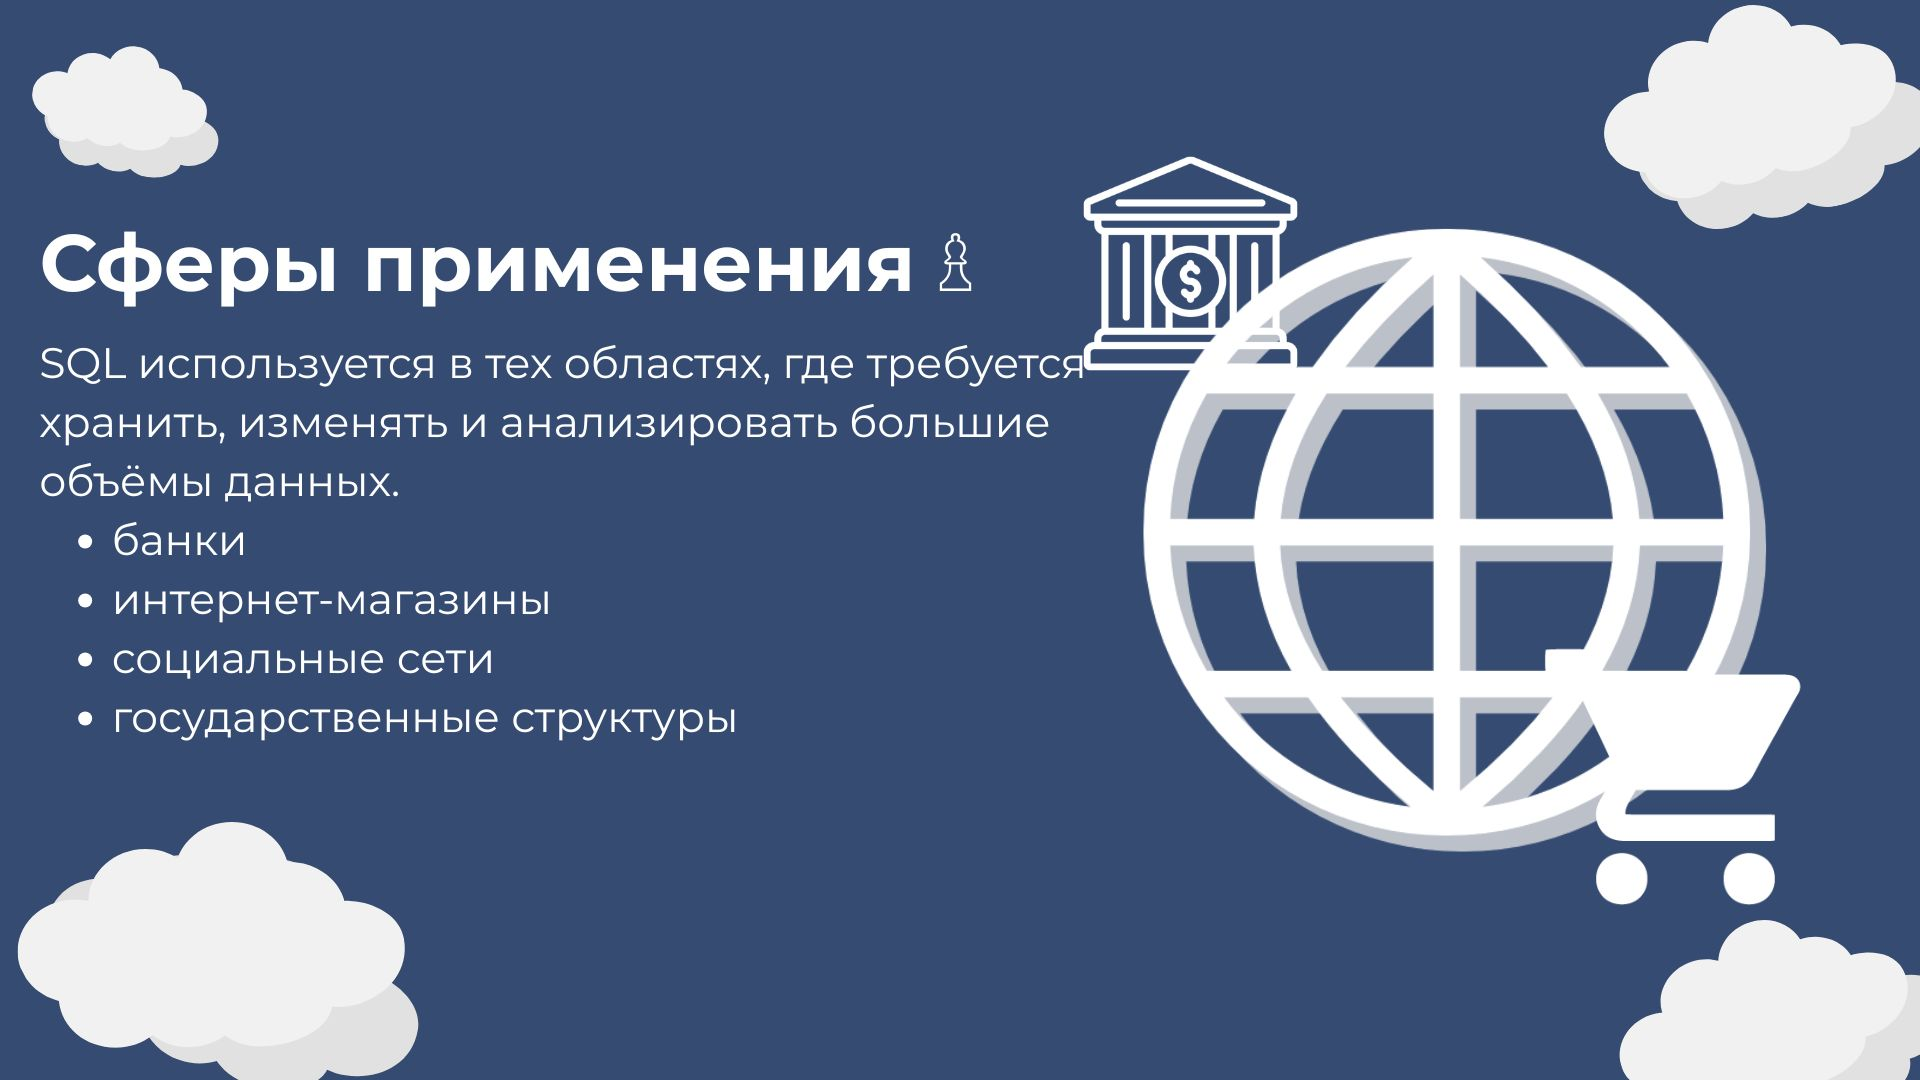 Сферы применения ♗
SQL используется в тех областях, где требуется
хранить, изменять и анализировать большие
объёмы данных.
• банки
• интернет-магазины
• социальные сети
• государственные структуры
$